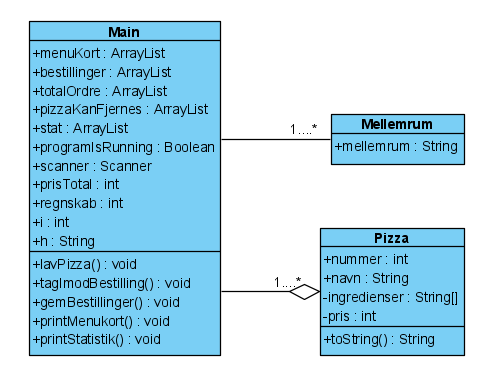 Main
+menuKort : ArrayList
+bestillinger : ArrayList
+totalOrdre : ArrayList
+pizzaKanFjernes : ArrayList
+stat : ArrayList
+programIsRunning : Boolean
+scanner : Scanner
+prisTotal : int
+regnskab : int
+i : int
+h : String
+lavPizza() : void
+tagImodBestilling() : void
+gemBestillinger() : void
+printMenukort() : void
+printStatistik() : void
1....*
Mellemrum
+mellemrum : String
1....*
Pizza
+nummer : int
+navn : String
-ingredienser : String[]
-pris : int
+toString() : String